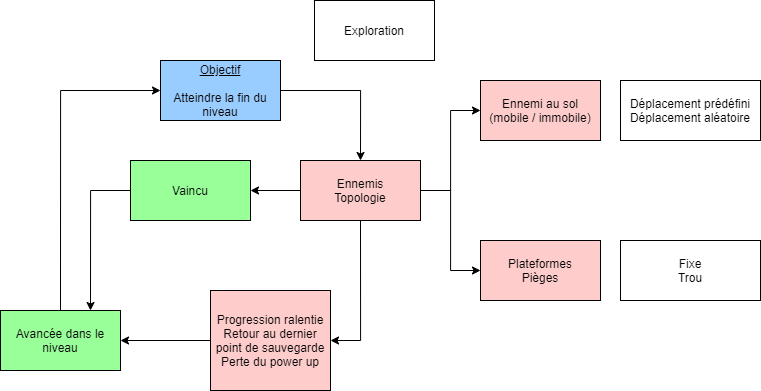 Exploration
Objectif
Atteindre la fin du
niveau
Ennemi au sol
(mobile / immobile)
Déplacement prédéfini
Déplacement aléatoire
Vaincu
Ennemis
Topologie
Plateformes
Pièges
Fixe
Trou
Avancée dans le
niveau
Progression ralentie
Retour au dernier
point de sauvegarde
Perte du power up